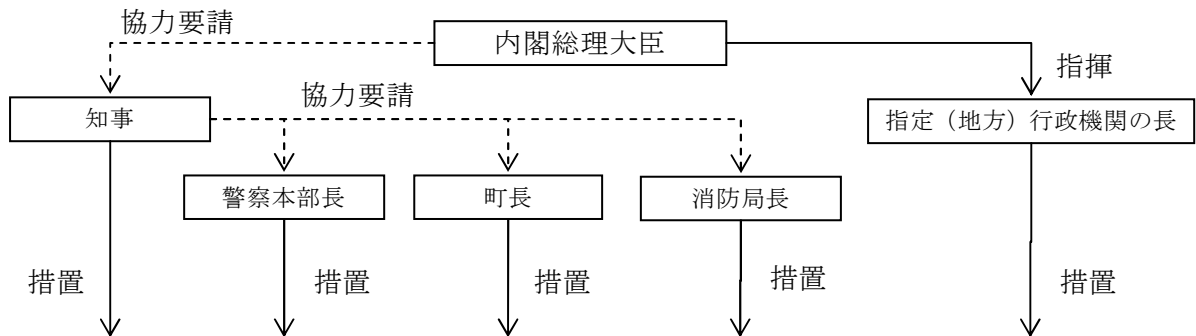 協力要請
内閣総理大臣
指揮
協力要請
知事
指定（地方）行政機関の長
警察本部長
町長
消防局長
措置
措置
措置
措置
措置